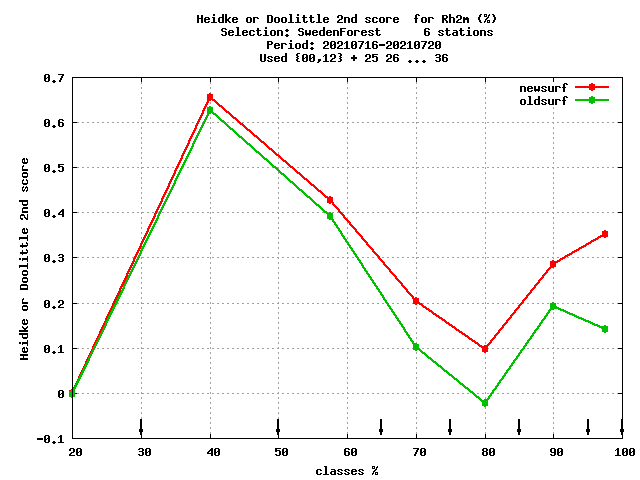 Heidke or Doolittle 2nd score  for Rh2m (%)
Selection: SwedenForest      6 stations
Period: 20210716-20210720
Used {00,12} + 25 26 ... 36
newsurf
oldsurf
0.7
0.6
0.5
0.4
0.3
0.2
0.1
0
-0.1
Heidke or Doolittle 2nd score
20 30 40 50 60 70 80 90 100
classes %